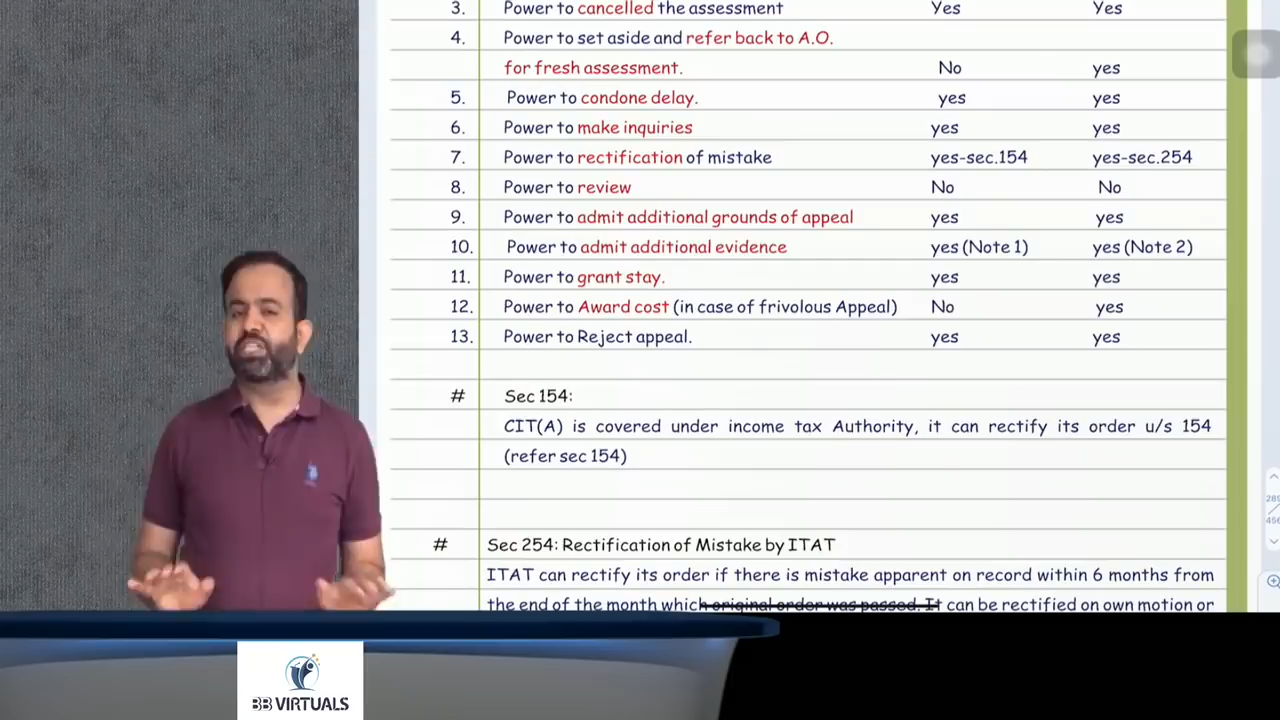 3. Power to cancelled the assessment Yes Yes
4. Power to set aside and refer back to A.O.
for fresh assessment. No yes
5. Power to condone delay. yes yes
6. Power to make inquiries yes yes
7. Power to rectification of mistake yes-sec.154 yes-sec.254
8. Power to review No No
9. Power to admit additional grounds of appeal yes yes
10. Power to admit additional evidence yes (Note 1) yes (Note 2)
11. Power to grant stay. yes yes
12. Power to Award cost (in case of frivolous Appeal) No yes
13. Power to Reject appeal. yes yes
# Sec 154:
CIT(A) is covered under income tax Authority, it can rectify its order u/s 154
(refer sec 154)
# Sec 254: Rectification of Mistake by ITAT
ITAT can rectify its order if there is mistake apparent on record within 6 months from
the end of the month which original order was passed. It can be rectified on own motion or
BB VIRTUALS